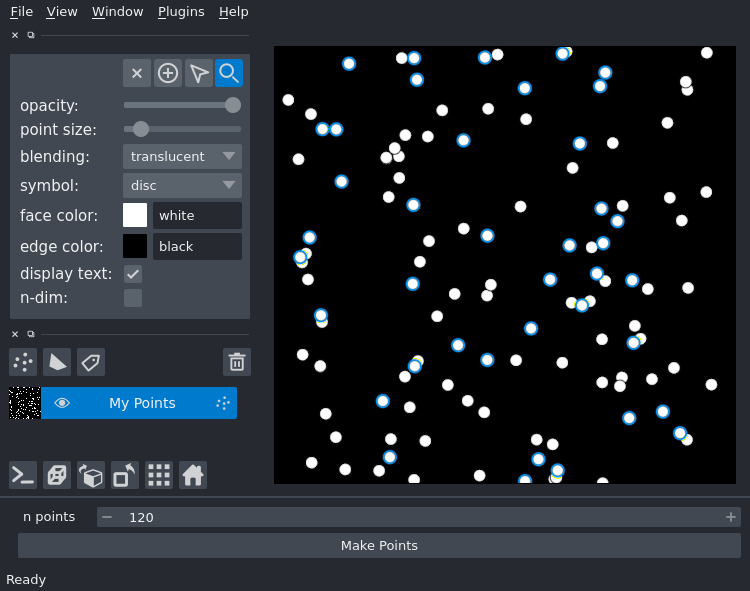 File View Window Plugins Help
opacity:
point size:
blending: translucent
symbol: disc
face color: white
edge color: black
display text:
n-dim:
My Points
n points 120
Make Points
Ready